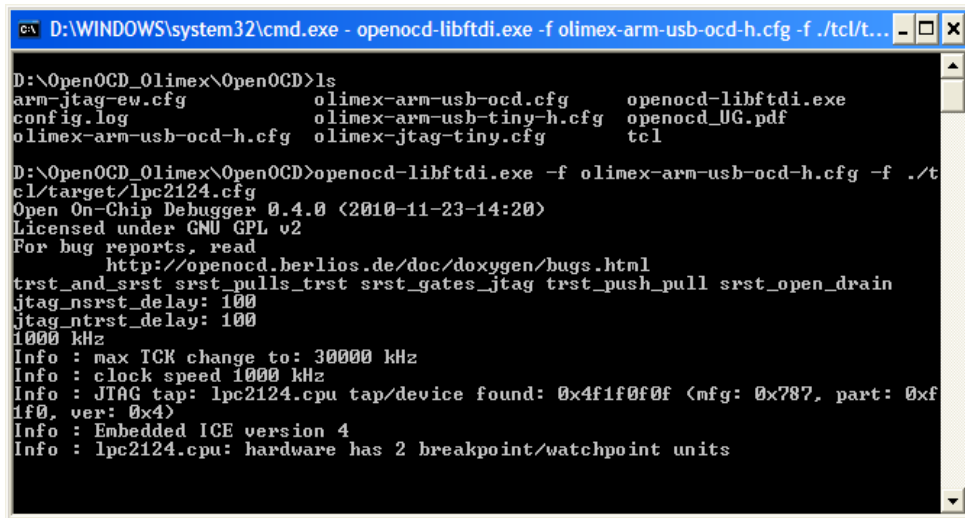 D:\WINDOWS\system32\cmd.exe - openocd-libftdi.exe -f olimex-arm-usb-ocd-h.cfg -f ./tcl/t...
D:\OpenOCD_Olimex\OpenOCD>ls
arm-jtag-ew.cfg olimex-arm-usb-ocd.cfg openocd-libftdi.exe
config.log olimex-arm-usb-tiny-h.cfg openocd_UG.pdf
olimex-arm-usb-ocd-h.cfg olimex-jtag-tiny.cfg tcl
D:\OpenOCD_Olimex\OpenOCD>openocd-libftdi.exe -f olimex-arm-usb-ocd-h.cfg -f ./t
cl/target/lpc2124.cfg
Open On-Chip Debugger 0.4.0 (2010-11-23-14:20)
Licensed under GNU GPL v2
For bug reports, read
http://openocd.berlios.de/doc/doxygen/bugs.html
trst_and_srst srst_pulls_trst srst_gates_jtag trst_push_pull srst_open_drain
jtag_nsrst_delay: 100
jtag_ntrst_delay: 100
1000 kHz
Info : max TCK change to: 30000 kHz
Info : clock speed 1000 kHz
Info : JTAG tap: lpc2124.cpu tap/device found: 0x4f1f0f0f (mfg: 0x787, part: 0xf
1f0, ver: 0x4)
Info : Embedded ICE version 4
Info : lpc2124.cpu: hardware has 2 breakpoint/watchpoint units